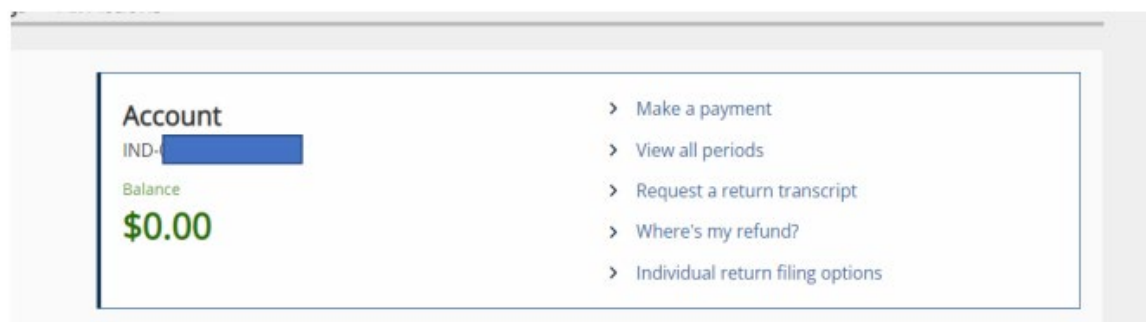 Account
IND-
Balance
$0.00
Make a payment
View all periods
Request a return transcript
Where's my refund?
Individual return filing options